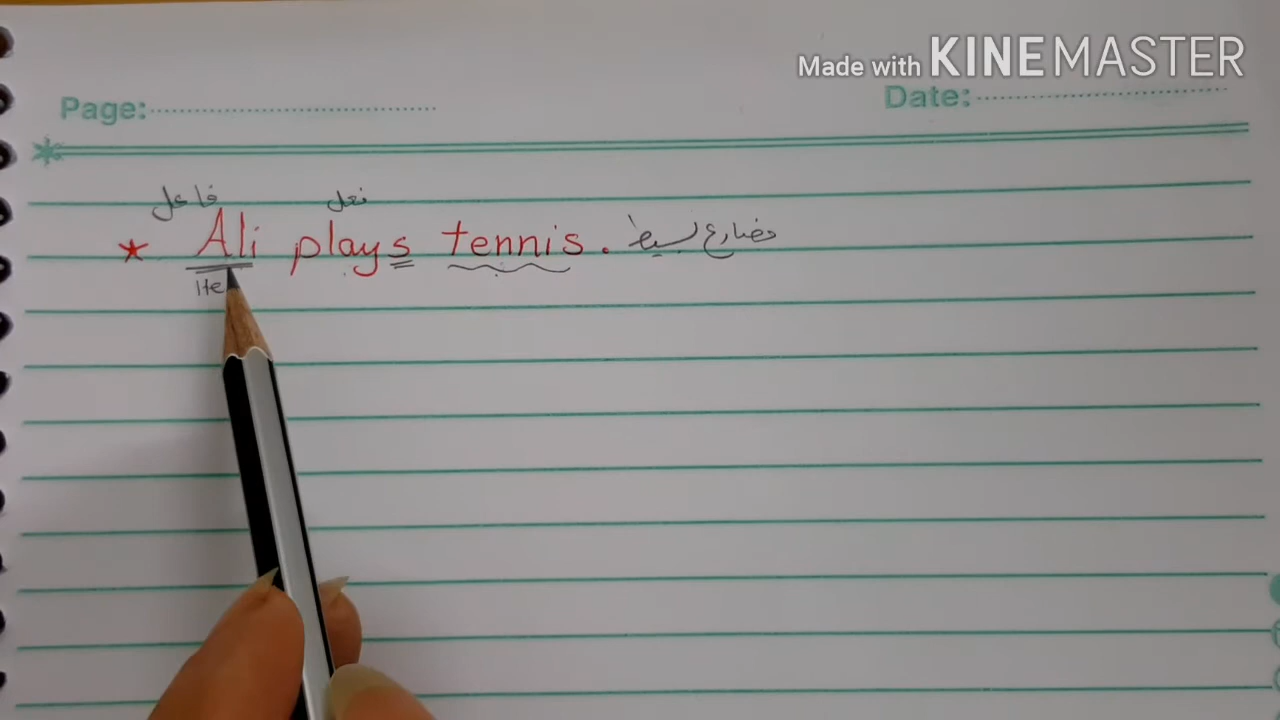 Made with KINEMASTER
Page: Date:
فاعل فعل
★ Ali plays tennis. مضارع بسيط
He